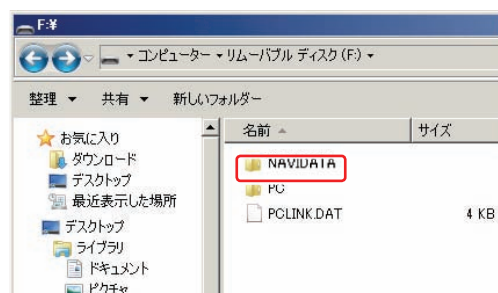 F:¥
コンピューター ▾ リムーバブル ディスク (F:) ▾
整理 ▼ 共有 ▼ 新しいフォルダー
お気に入り
ダウンロード
デスクトップ
最近表示した場所
デスクトップ
ライブラリ
ドキュメント
ピクチャ
名前 サイズ
NAVIDATA
PC
PCLINK.DAT 4 KB